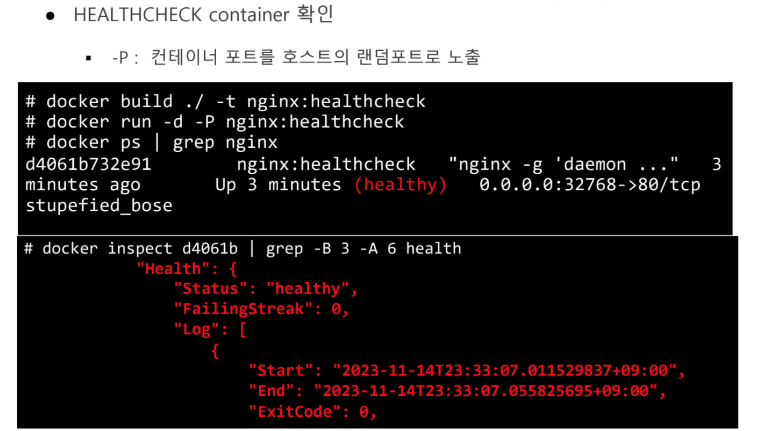 ● HEALTHCHECK container 확인
▪ -P : 컨테이너 포트를 호스트의 랜덤포트로 노출
# docker build ./ -t nginx:healthcheck
# docker run -d -P nginx:healthcheck
# docker ps | grep nginx
d4061b732e91 nginx:healthcheck "nginx -g 'daemon ..." 3
minutes ago Up 3 minutes (healthy) 0.0.0.0:32768->80/tcp
stupefied_bose
# docker inspect d4061b | grep -B 3 -A 6 health
"Health": {
"Status": "healthy",
"FailingStreak": 0,
"Log": [
{
"Start": "2023-11-14T23:33:07.011529837+09:00",
"End": "2023-11-14T23:33:07.055825695+09:00",
"ExitCode": 0,